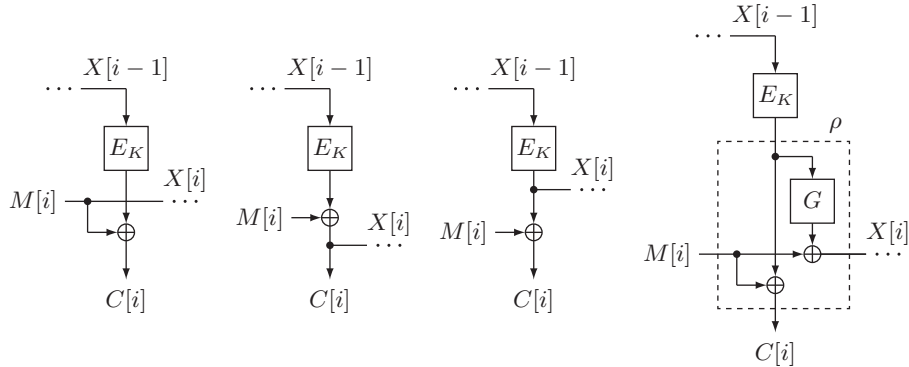 ··· X[i−1]
E_K
M[i]
X[i]
···
C[i]
··· X[i−1]
E_K
M[i]
X[i]
···
C[i]
··· X[i−1]
E_K
X[i]
···
M[i]
C[i]
··· X[i−1]
E_K
ρ
G
M[i]
X[i]
···
C[i]